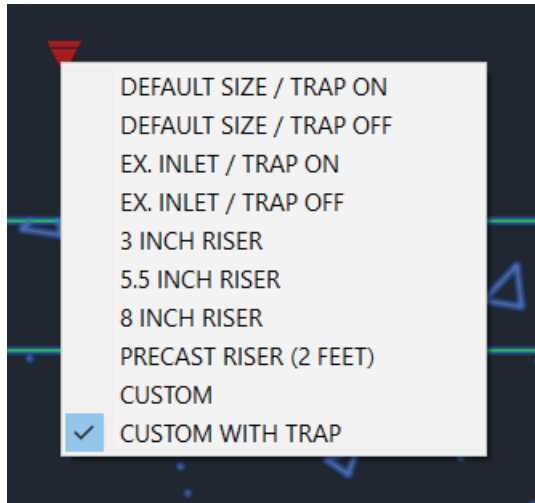 DEFAULT SIZE / TRAP ON
DEFAULT SIZE / TRAP OFF
EX. INLET / TRAP ON
EX. INLET / TRAP OFF
3 INCH RISER
5.5 INCH RISER
8 INCH RISER
PRECAST RISER (2 FEET)
CUSTOM
CUSTOM WITH TRAP